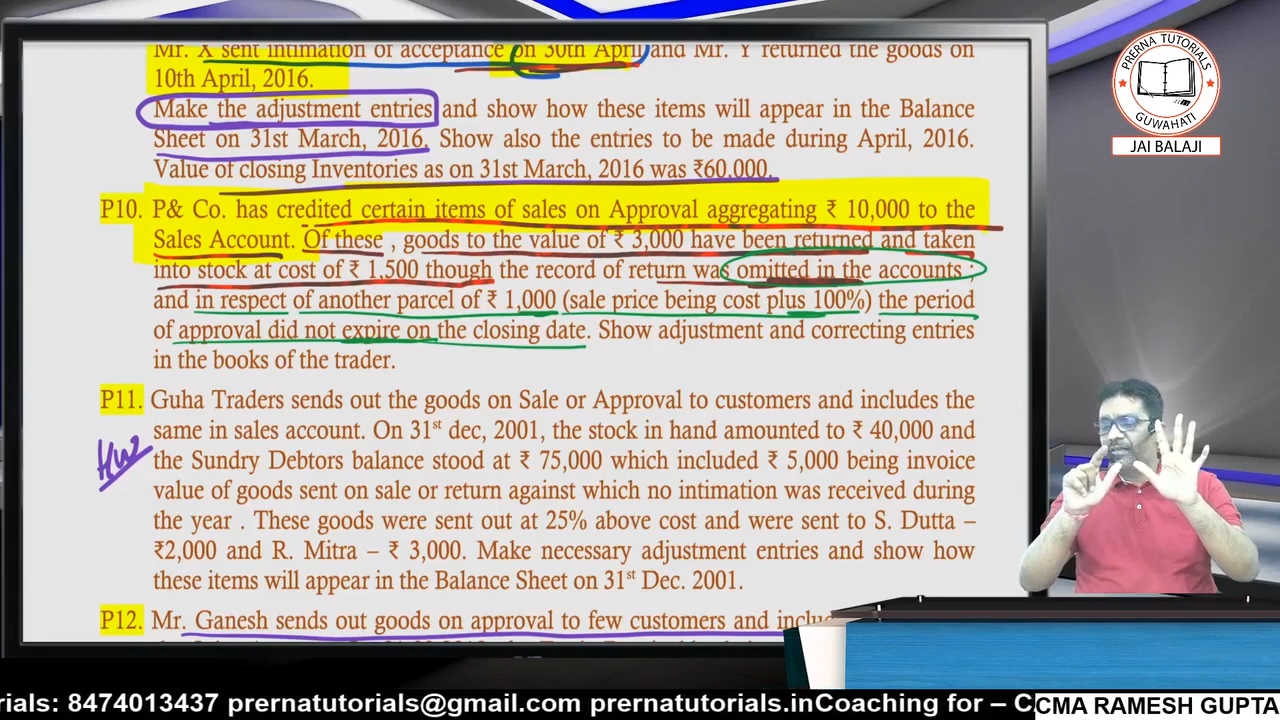 Mr. X sent intimation of acceptance on 30th April and Mr. Y returned the goods on
10th April, 2016.
Make the adjustment entries and show how these items will appear in the Balance
Sheet on 31st March, 2016. Show also the entries to be made during April, 2016.
Value of closing Inventories as on 31st March, 2016 was ₹60,000.
P10. P& Co. has credited certain items of sales on Approval aggregating ₹ 10,000 to the
Sales Account. Of these , goods to the value of ₹ 3,000 have been returned and taken
into stock at cost of ₹ 1,500 though the record of return was omitted in the accounts ;
and in respect of another parcel of ₹ 1,000 (sale price being cost plus 100%) the period
of approval did not expire on the closing date. Show adjustment and correcting entries
in the books of the trader.
P11. Guha Traders sends out the goods on Sale or Approval to customers and includes the
same in sales account. On 31st dec, 2001, the stock in hand amounted to ₹ 40,000 and
HW
the Sundry Debtors balance stood at ₹ 75,000 which included ₹ 5,000 being invoice
value of goods sent on sale or return against which no intimation was received during
the year . These goods were sent out at 25% above cost and were sent to S. Dutta –
₹2,000 and R. Mitra – ₹ 3,000. Make necessary adjustment entries and show how
these items will appear in the Balance Sheet on 31st Dec. 2001.
P12. Mr. Ganesh sends out goods on approval to few customers and
PRERNA TUTORIALS
GUWAHATI
JAI BALAJI
rials: 8474013437 prernatutorials@gmail.com prernatutorials.inCoaching for – C
CMA RAMESH GUPTA